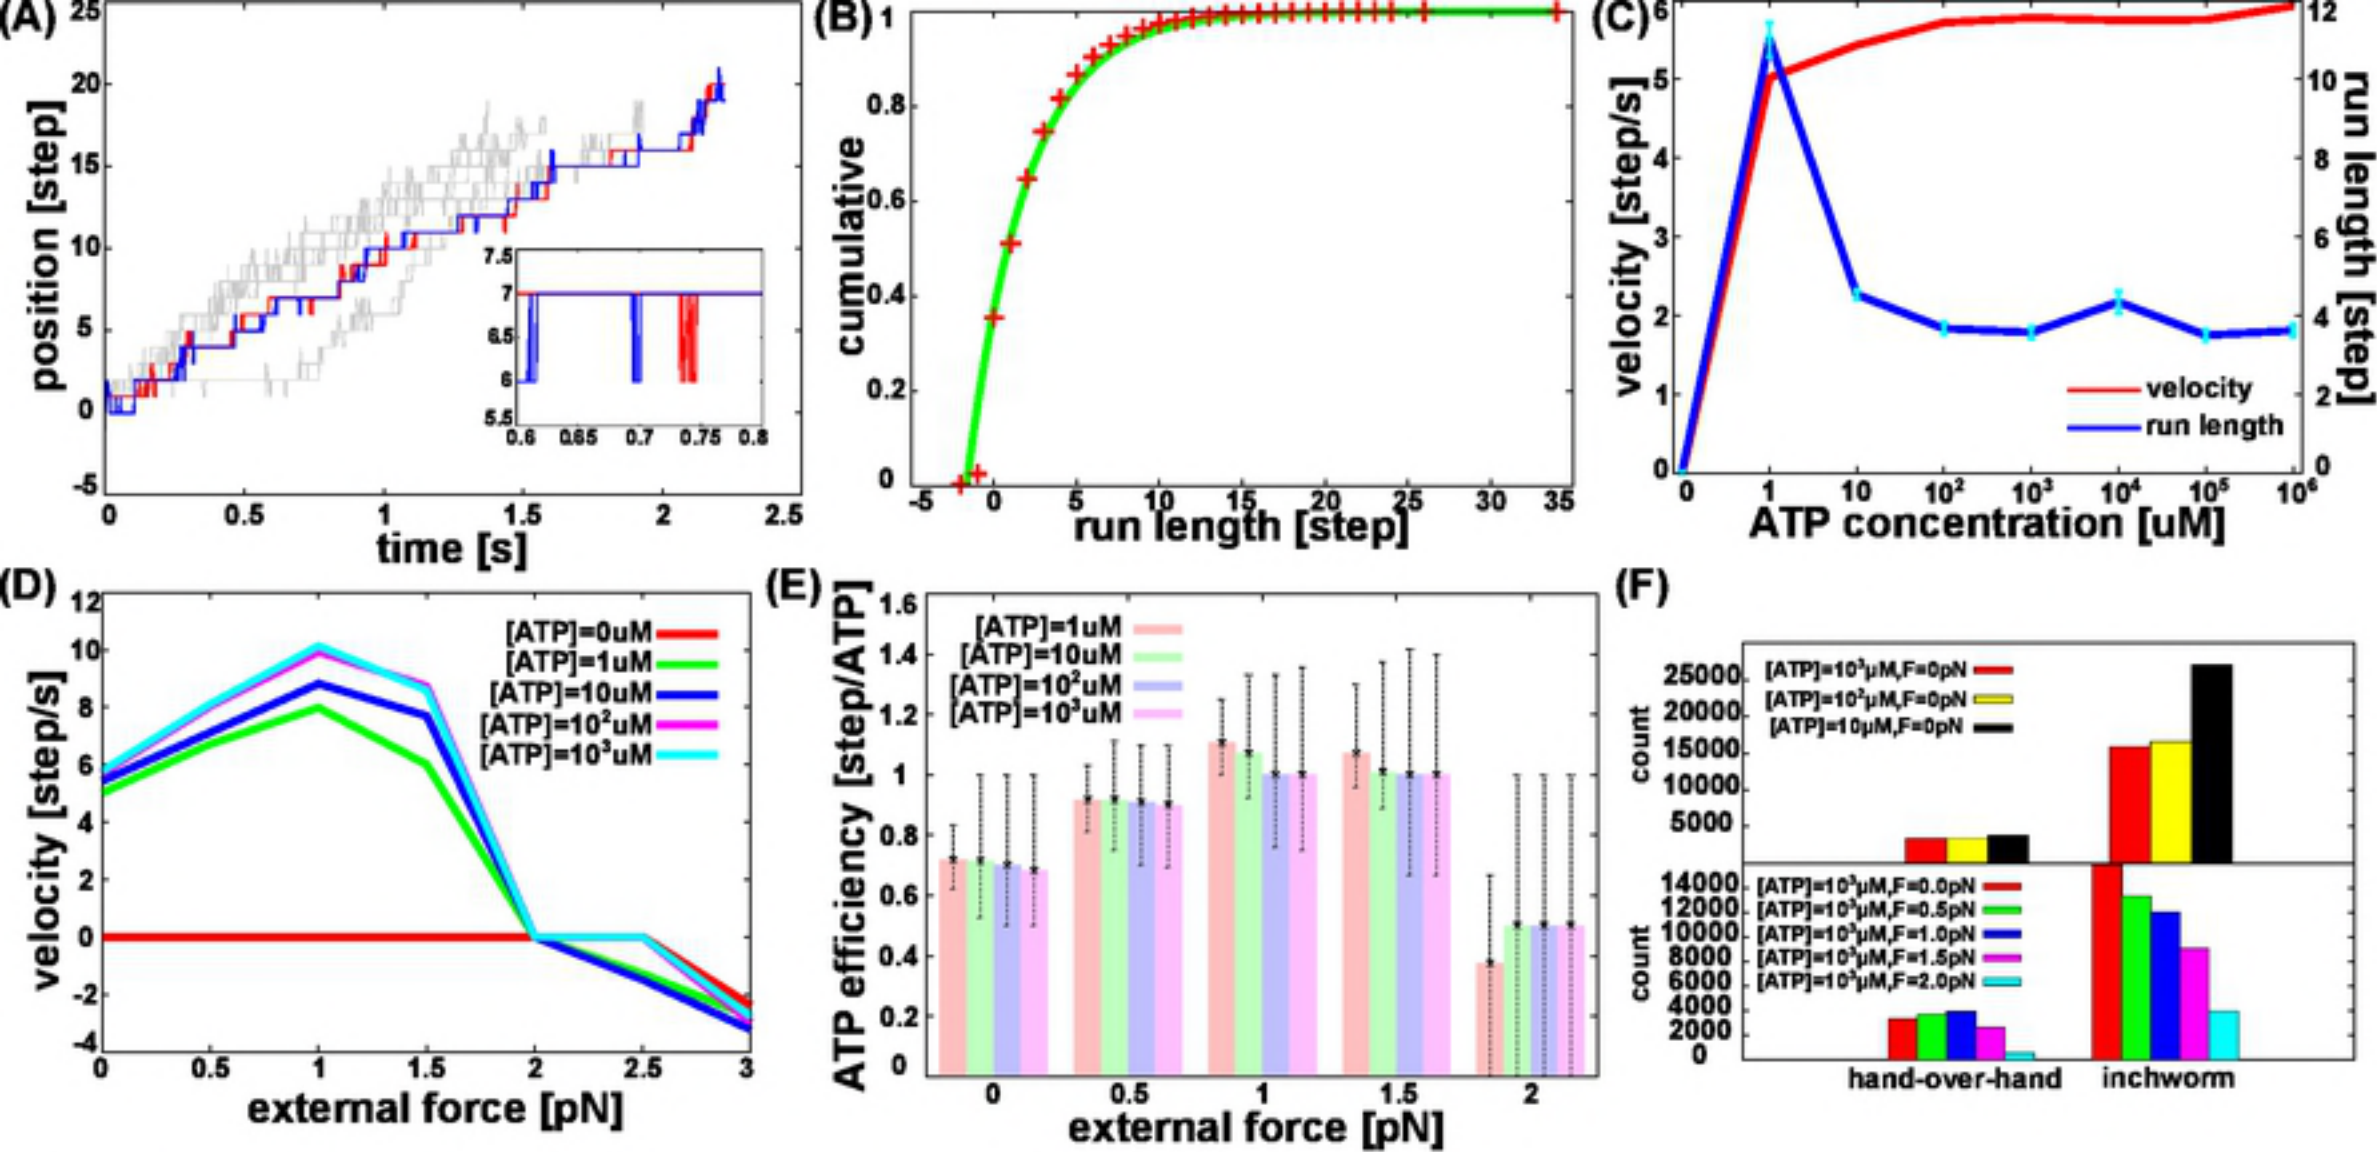 (A)
25
20
15
10
5
0
-5
position [step]
7.5
7
6.5
6
5.5
0.6 0.65 0.7 0.75 0.8
0 0.5 1 1.5 2 2.5
time [s]
(B)
1
0.8
0.6
0.4
0.2
0
cumulative
-5 0 5 10 15 20 25 30 35
run length [step]
(C)
6
5
4
3
2
1
0
velocity [step/s]
12
10
8
6
4
2
0
run length [step]
velocity
run length
0 1 10 10² 10³ 10⁴ 10⁵ 10⁶
ATP concentration [uM]
(D)
12
10
8
6
4
2
0
-2
-4
velocity [step/s]
[ATP]=0uM
[ATP]=1uM
[ATP]=10uM
[ATP]=10²uM
[ATP]=10³uM
0 0.5 1 1.5 2 2.5 3
external force [pN]
(E)
1.6
1.4
1.2
1
0.8
0.6
0.4
0.2
0
ATP efficiency [step/ATP]
[ATP]=1uM
[ATP]=10uM
[ATP]=10²uM
[ATP]=10³uM
0 0.5 1 1.5 2
external force [pN]
(F)
25000
20000
15000
10000
5000
count
[ATP]=10³μM,F=0pN
[ATP]=10²μM,F=0pN
[ATP]=10μM,F=0pN
14000
12000
10000
8000
6000
4000
2000
0
count
[ATP]=10³μM,F=0.0pN
[ATP]=10³μM,F=0.5pN
[ATP]=10³μM,F=1.0pN
[ATP]=10³μM,F=1.5pN
[ATP]=10³μM,F=2.0pN
hand-over-hand inchworm